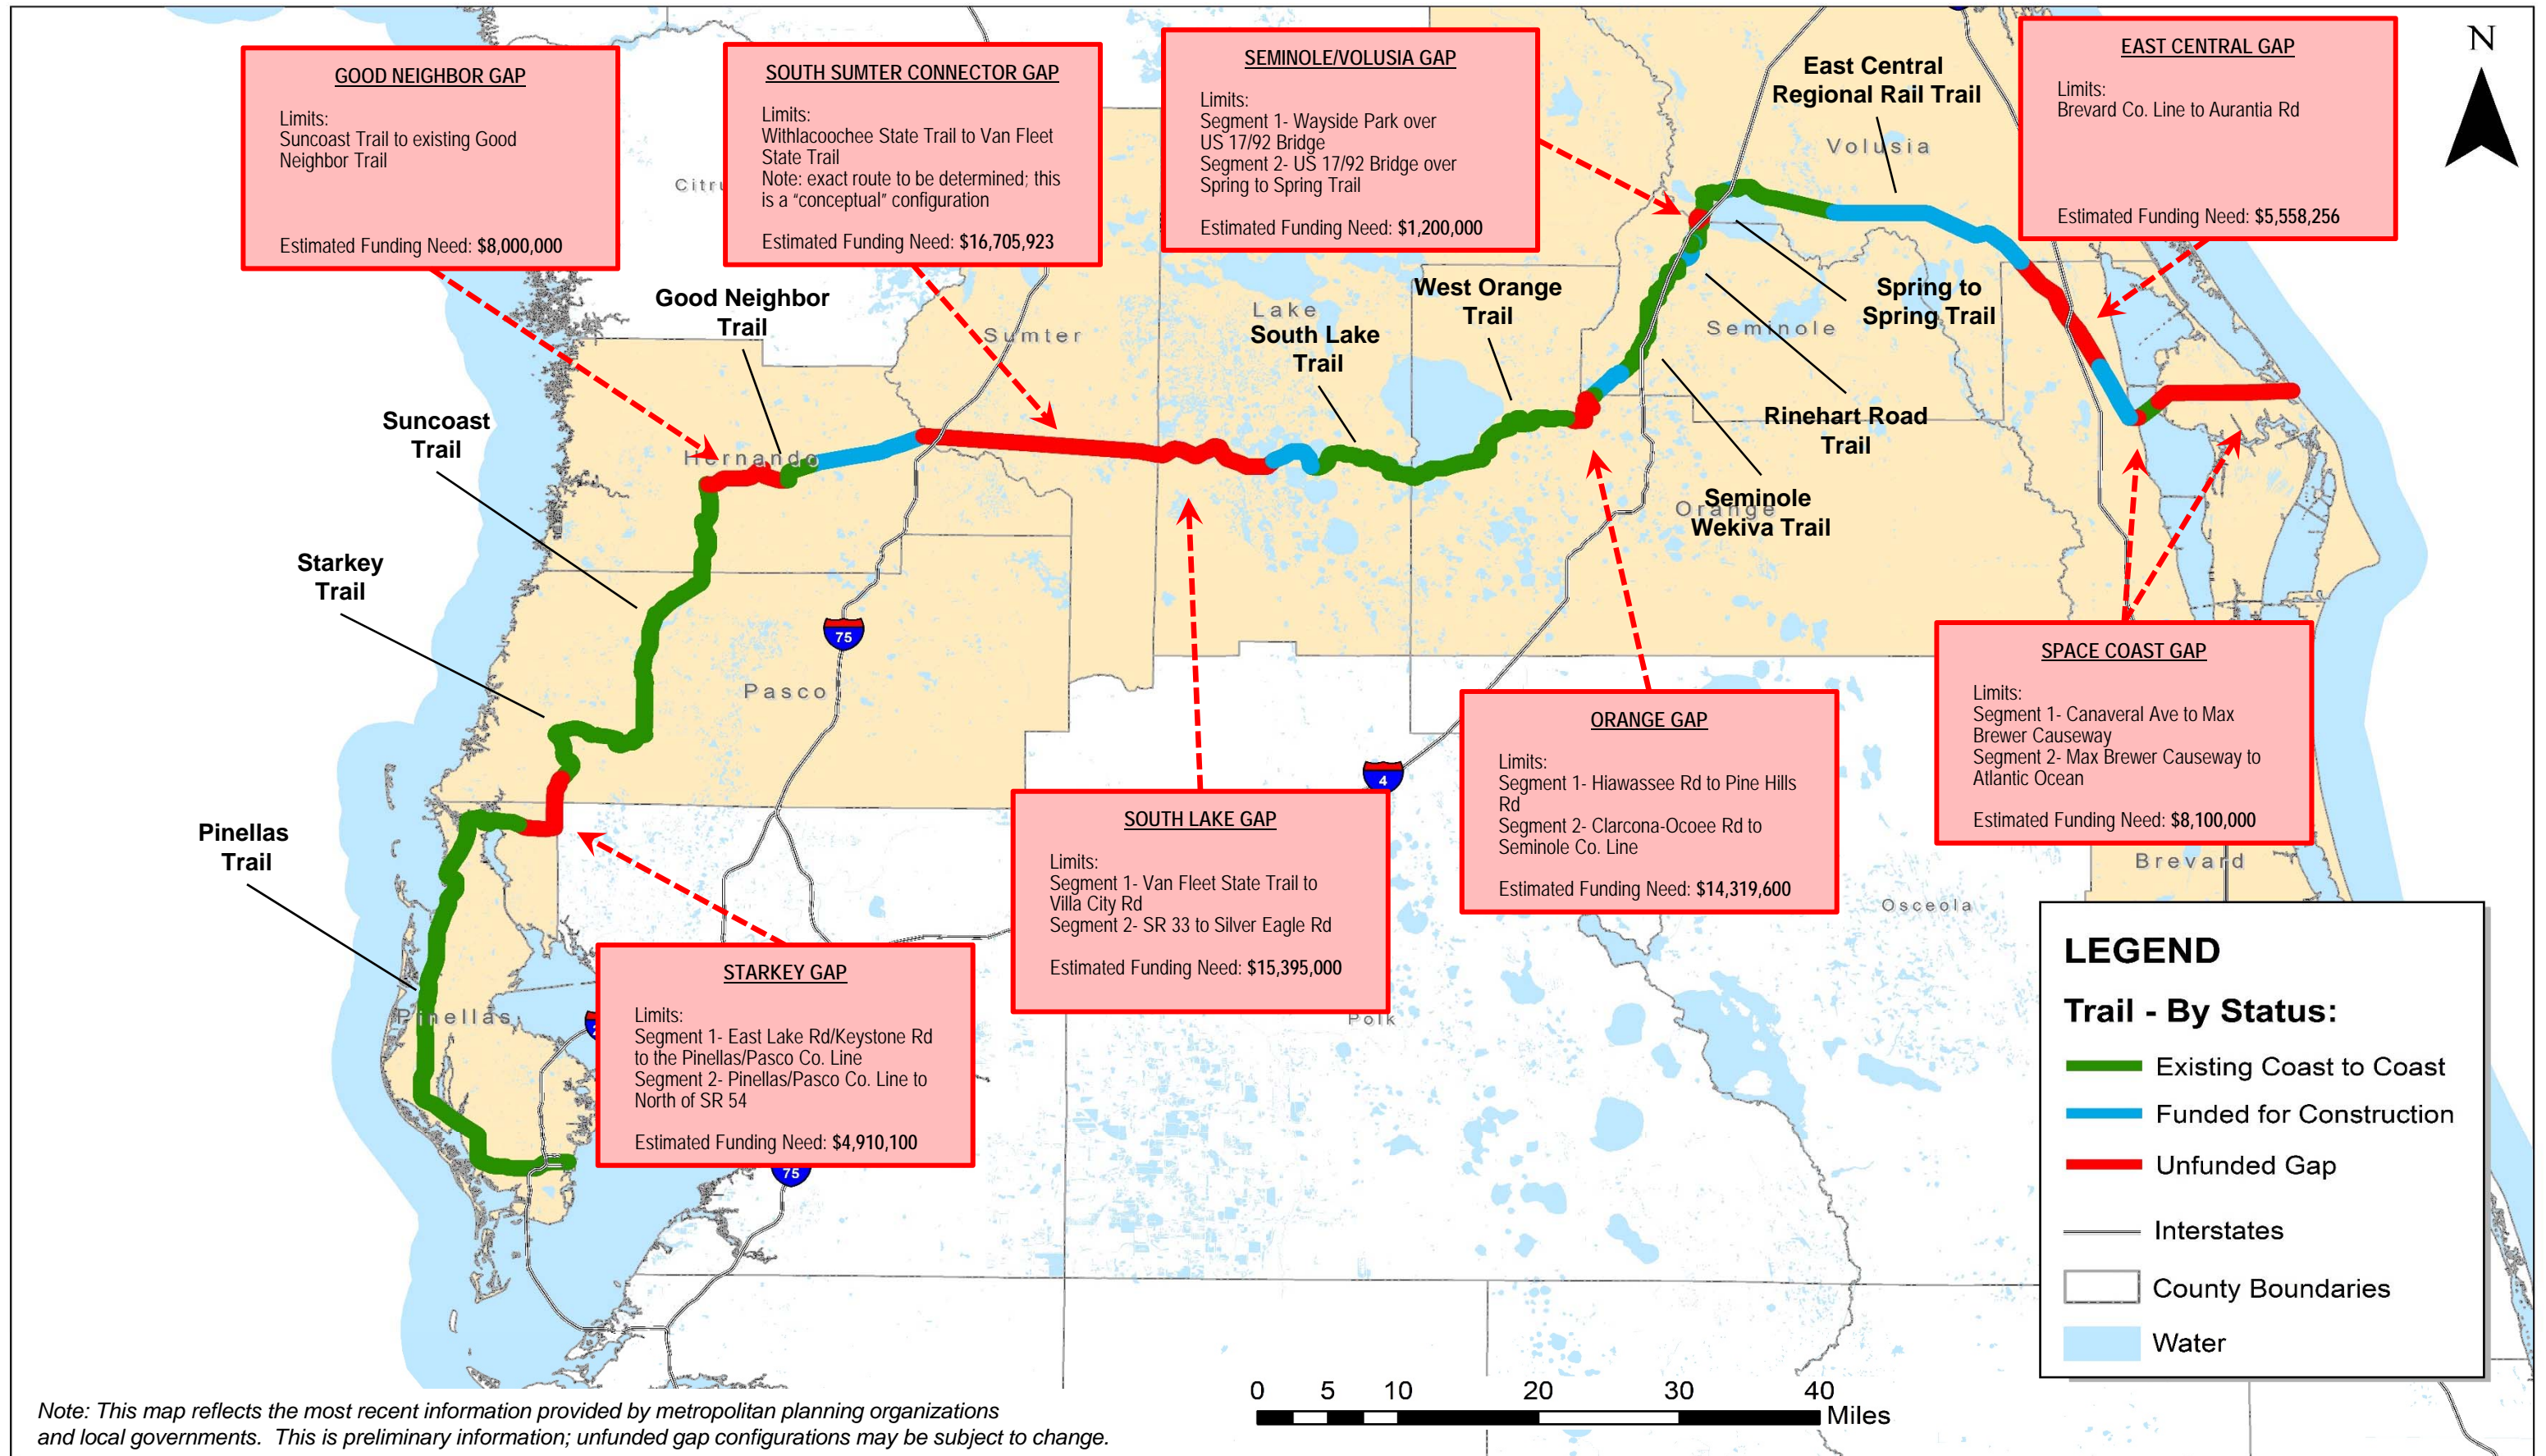 GOOD NEIGHBOR GAP
Limits:
Suncoast Trail to existing Good
Neighbor Trail
Estimated Funding Need: $8,000,000
SOUTH SUMTER CONNECTOR GAP
Limits:
Withlacoochee State Trail to Van Fleet
State Trail
Note: exact route to be determined; this
is a “conceptual” configuration
Estimated Funding Need: $16,705,923
SEMINOLE/VOLUSIA GAP
Limits:
Segment 1- Wayside Park over
US 17/92 Bridge
Segment 2- US 17/92 Bridge over
Spring to Spring Trail
Estimated Funding Need: $1,200,000
East Central
Regional Rail Trail
EAST CENTRAL GAP
Limits:
Brevard Co. Line to Aurantia Rd
Estimated Funding Need: $5,558,256
N
Volusia
Citru
Good Neighbor
Trail
Sumter
Lake
South Lake
Trail
West Orange
Trail
Spring to
Spring Trail
Seminole
Rinehart Road
Trail
Suncoast
Trail
Hernando
Seminole
Wekiva Trail
Orange
Starkey
Trail
75
Pasco
SPACE COAST GAP
Limits:
Segment 1- Canaveral Ave to Max
Brewer Causeway
Segment 2- Max Brewer Causeway to
Atlantic Ocean
Estimated Funding Need: $8,100,000
ORANGE GAP
Limits:
Segment 1- Hiawassee Rd to Pine Hills
Rd
Segment 2- Clarcona-Ocoee Rd to
Seminole Co. Line
Estimated Funding Need: $14,319,600
4
SOUTH LAKE GAP
Limits:
Segment 1- Van Fleet State Trail to
Villa City Rd
Segment 2- SR 33 to Silver Eagle Rd
Estimated Funding Need: $15,395,000
Pinellas
Trail
Brevard
Osceola
STARKEY GAP
Limits:
Segment 1- East Lake Rd/Keystone Rd
to the Pinellas/Pasco Co. Line
Segment 2- Pinellas/Pasco Co. Line to
North of SR 54
Estimated Funding Need: $4,910,100
Pinellas
Polk
75
LEGEND
Trail - By Status:
Existing Coast to Coast
Funded for Construction
Unfunded Gap
Interstates
County Boundaries
Water
0 5 10 20 30 40
Miles
Note: This map reflects the most recent information provided by metropolitan planning organizations
and local governments. This is preliminary information; unfunded gap configurations may be subject to change.